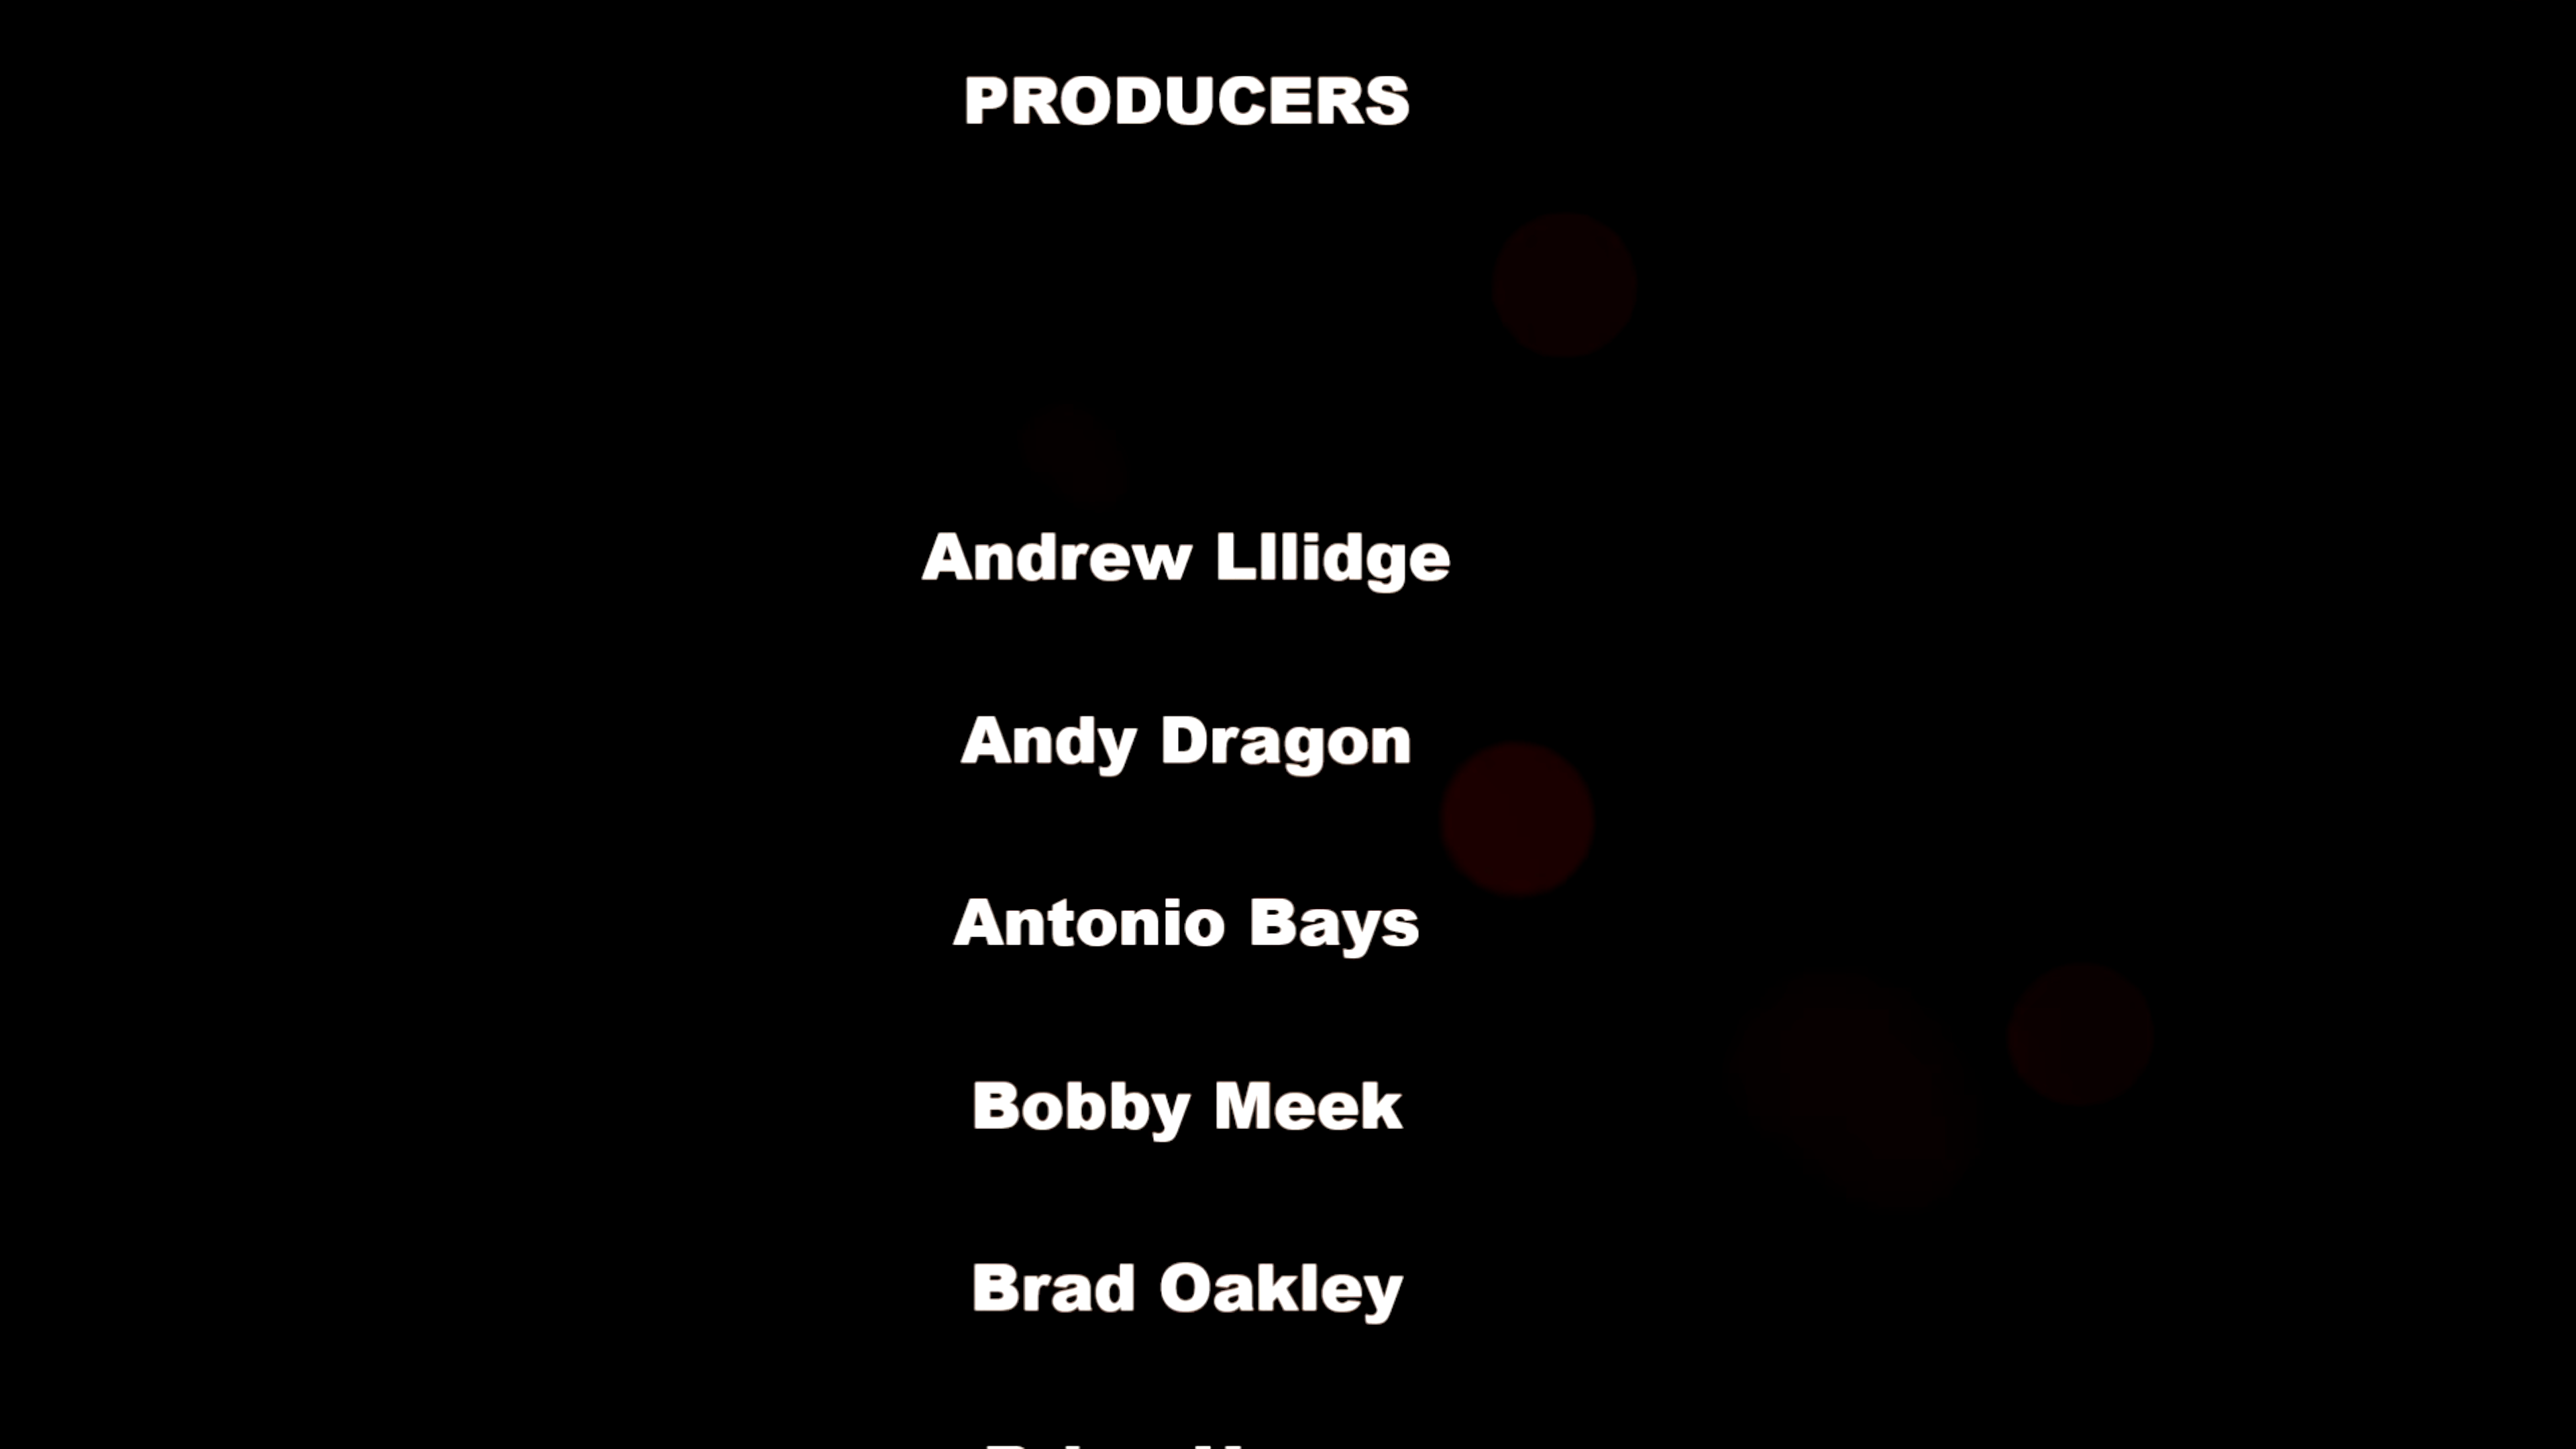 PRODUCERS
Andrew Lllidge
Andy Dragon
Antonio Bays
Bobby Meek
Brad Oakley